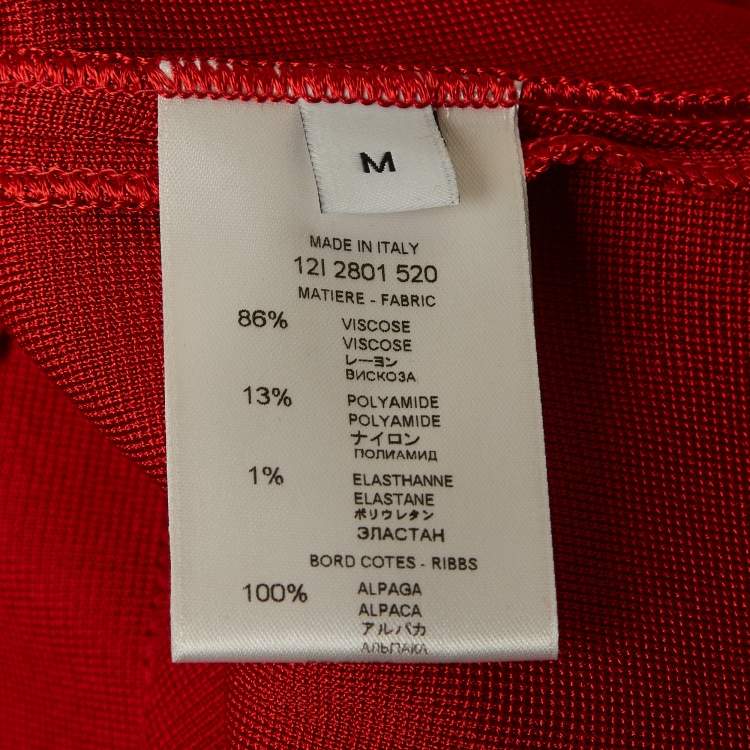 M
MADE IN ITALY
12I 2801 520
MATIERE - FABRIC
86% VISCOSE
VISCOSE
レーヨン
ВИСКОЗА
13% POLYAMIDE
POLYAMIDE
ナイロン
ПОЛИАМИД
1% ELASTHANNE
ELASTANE
ポリウレタン
ЭЛАСТАН
BORD COTES - RIBBS
100% ALPAGA
ALPACA
アルパカ
АЛЬПАКА